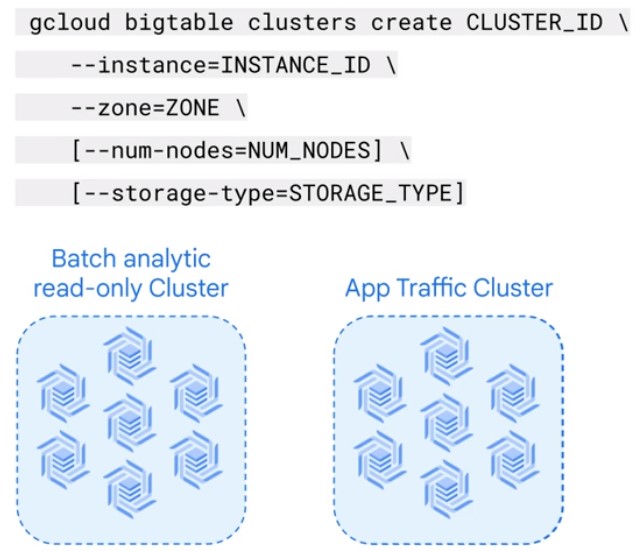 gcloud bigtable clusters create CLUSTER_ID \
--instance=INSTANCE_ID \
--zone=ZONE \
[--num-nodes=NUM_NODES] \
[--storage-type=STORAGE_TYPE]
Batch analytic
read-only Cluster
App Traffic Cluster